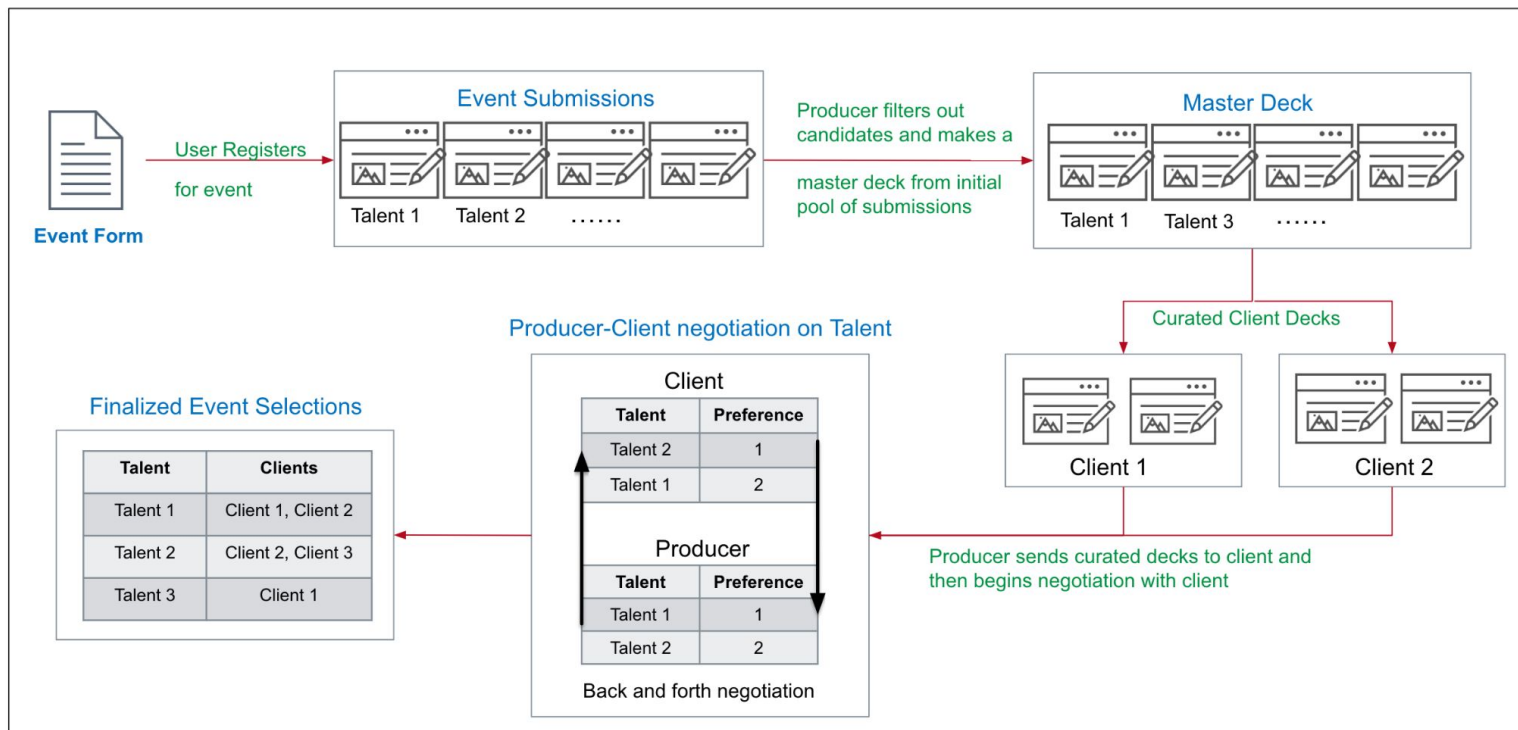 Event Submissions
Producer filters out
candidates and makes a
Master Deck
User Registers
for event
master deck from initial
pool of submissions
Talent 1 Talent 2 ......
Talent 1 Talent 3 ......
Event Form
Curated Client Decks
Producer-Client negotiation on Talent
Client
Talent Preference
Talent 2 1
Talent 1 2
Producer
Talent Preference
Talent 1 1
Talent 2 2
Back and forth negotiation
Client 1
Client 2
Producer sends curated decks to client and
then begins negotiation with client
Finalized Event Selections
Talent Clients
Talent 1 Client 1, Client 2
Talent 2 Client 2, Client 3
Talent 3 Client 1